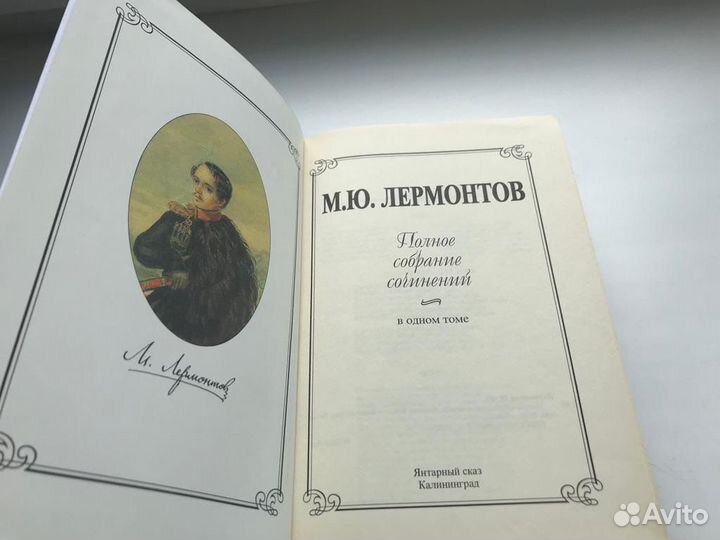 М. Лермонтов
М.Ю. ЛЕРМОНТОВ
Полное
собрание
сочинений
в одном томе
Янтарный сказ
Калининград
Avito